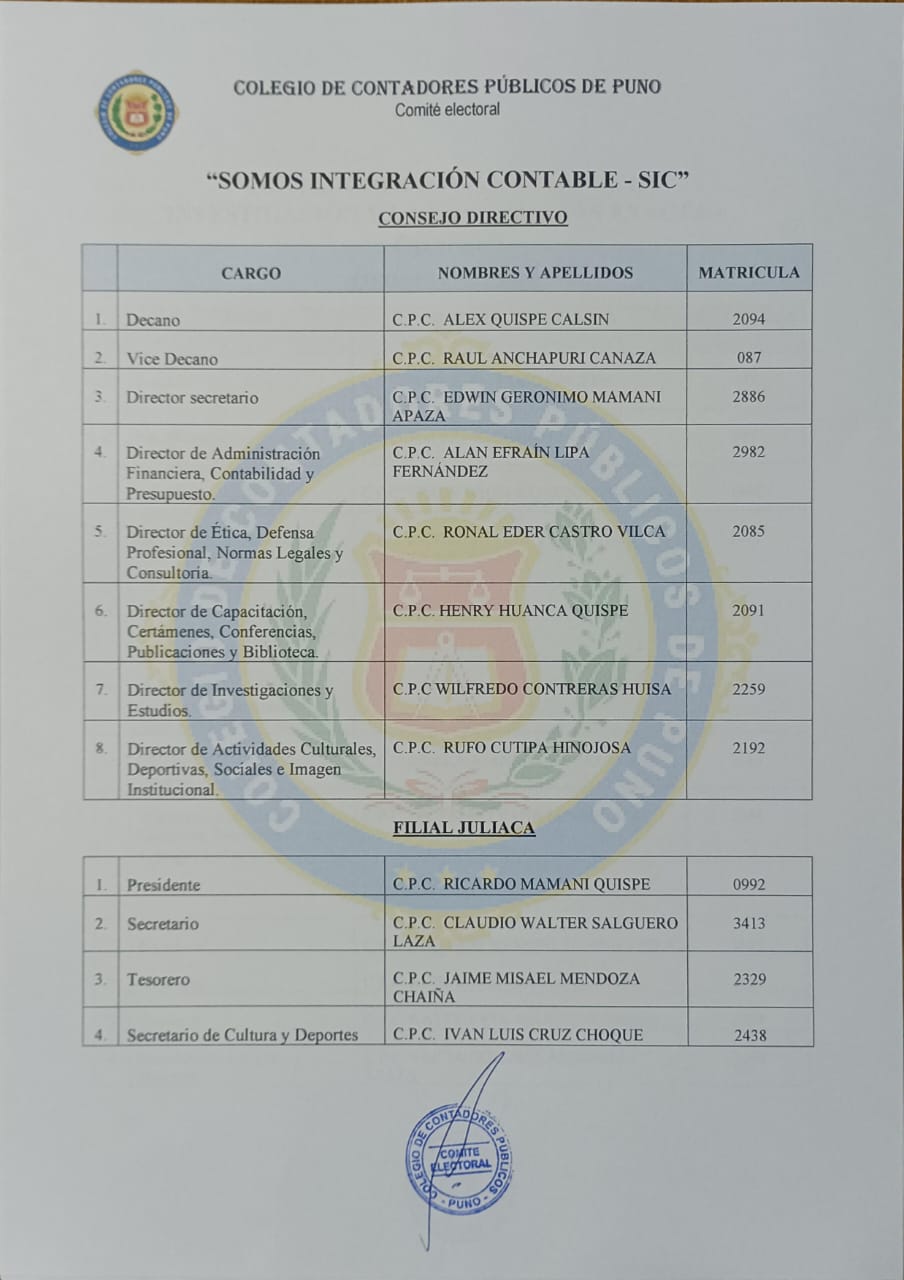 COLEGIO DE CONTADORES PÚBLICOS DE PUNO
Comité electoral
“SOMOS INTEGRACIÓN CONTABLE - SIC”
CONSEJO DIRECTIVO
CARGO NOMBRES Y APELLIDOS MATRICULA
1. Decano C.P.C. ALEX QUISPE CALSIN 2094
2. Vice Decano C.P.C. RAUL ANCHAPURI CANAZA 087
3. Director secretario C.P.C. EDWIN GERONIMO MAMANI 2886
APAZA
4. Director de Administración C.P.C. ALAN EFRAÍN LIPA 2982
Financiera, Contabilidad y FERNÁNDEZ
Presupuesto.
5. Director de Ética, Defensa C.P.C. RONAL EDER CASTRO VILCA 2085
Profesional, Normas Legales y
Consultoria.
6. Director de Capacitación, C.P.C. HENRY HUANCA QUISPE 2091
Certámenes, Conferencias,
Publicaciones y Biblioteca.
7. Director de Investigaciones y C.P.C WILFREDO CONTRERAS HUISA 2259
Estudios.
8. Director de Actividades Culturales, C.P.C. RUFO CUTIPA HINOJOSA 2192
Deportivas, Sociales e Imagen
Institucional.
FILIAL JULIACA
1. Presidente C.P.C. RICARDO MAMANI QUISPE 0992
2. Secretario C.P.C. CLAUDIO WALTER SALGUERO 3413
LAZA
3. Tesorero C.P.C. JAIME MISAEL MENDOZA 2329
CHAIÑA
4. Secretario de Cultura y Deportes C.P.C. IVAN LUIS CRUZ CHOQUE 2438
COLEGIO DE CONTADORES PÚBLICOS DE PUNO
COLEGIO DE CONTADORES PÚBLICOS
COMITE
ELECTORAL
- PUNO -